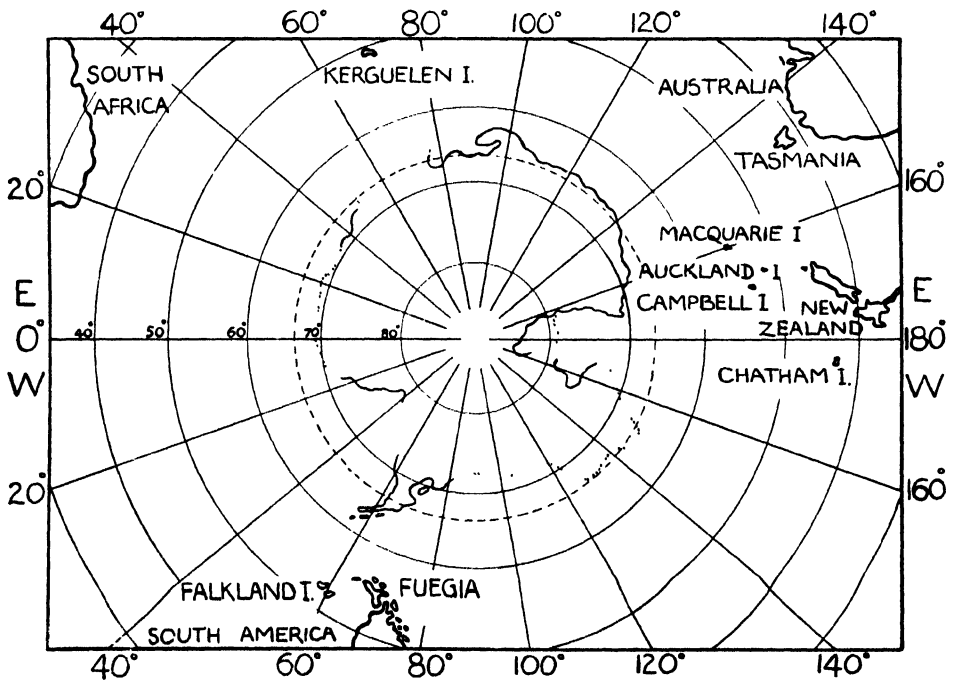 40° 60° 80° 100° 120° 140°
SOUTH
AFRICA
KERGUELEN I.
AUSTRALIA
TASMANIA
20° 160°
MACQUARIE I
AUCKLAND I
CAMPBELL I
NEW
ZEALAND
E E
0° 40° 50° 60° 70° 80° 180°
W W
CHATHAM I.
20° 160°
FALKLAND I. FUEGIA
SOUTH AMERICA
40° 60° 80° 100° 120° 140°